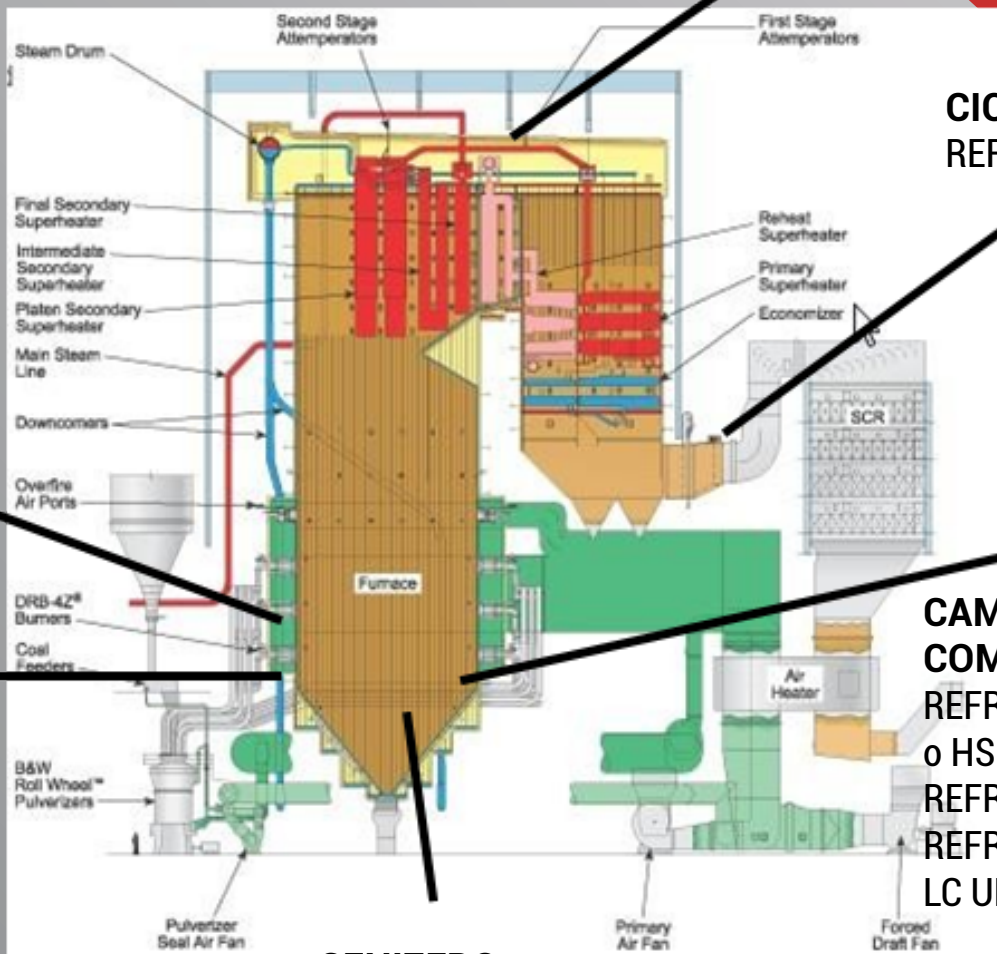 Second Stage
Attemperators
First Stage
Attemperators
Steam Drum
Final Secondary
Superheater
Intermediate
Secondary
Superheater
Platen Secondary
Superheater
Main Steam
Line
Downcomers
Overfire
Air Ports
DRB-4Z®
Burners
Coal
Feeders
B&W
Roll Wheel™
Pulverizers
Furnace
Reheat
Superheater
Primary
Superheater
Economizer
SCR
Air
Heater
Pulverizer
Seal Air Fan
Primary
Air Fan
Forced
Draft Fan
CIC
REF
CAM
COM
REFR
o HS
REFR
REFR
LC U